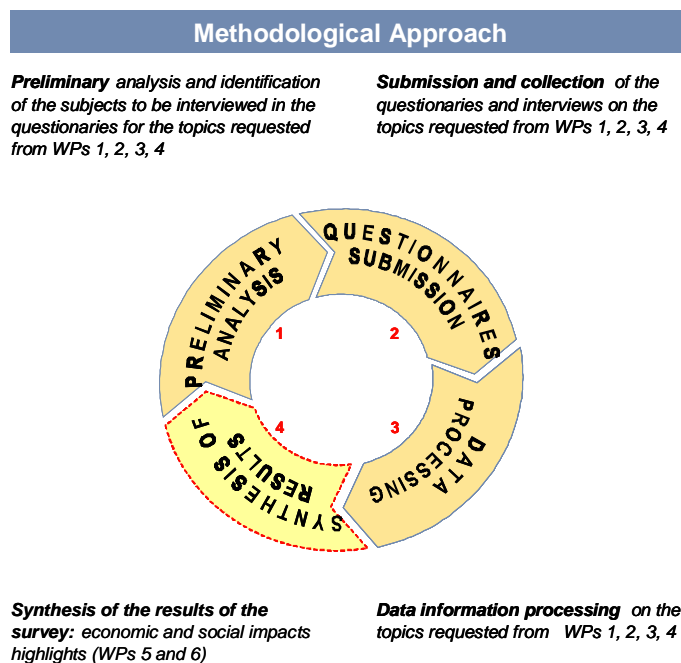 Methodological Approach
Preliminary analysis and identification
of the subjects to be interviewed in the
questionaries for the topics requested
from WPs 1, 2, 3, 4
Submission and collection of the
questionaries and interviews on the
topics requested from WPs 1, 2, 3, 4
PRELIMINARY
ANALYSIS
QUESTIONNAIRES
SUBMISSION
1
2
4
3
SYNTHESIS OF
RESULTS
DATA
PROCESSING
Synthesis of the results of the
survey: economic and social impacts
highlights (WPs 5 and 6)
Data information processing on the
topics requested from WPs 1, 2, 3, 4